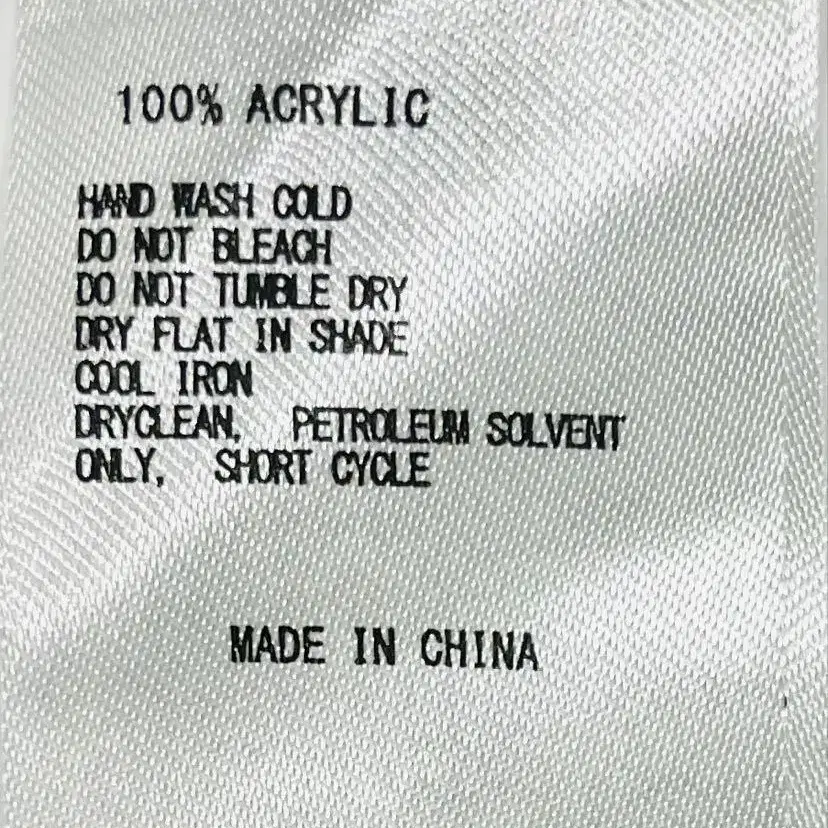 100% ACRYLIC
HAND WASH COLD
DO NOT BLEACH
DO NOT TUMBLE DRY
DRY FLAT IN SHADE
COOL IRON
DRYCLEAN, PETROLEUM SOLVENT
ONLY, SHORT CYCLE
MADE IN CHINA